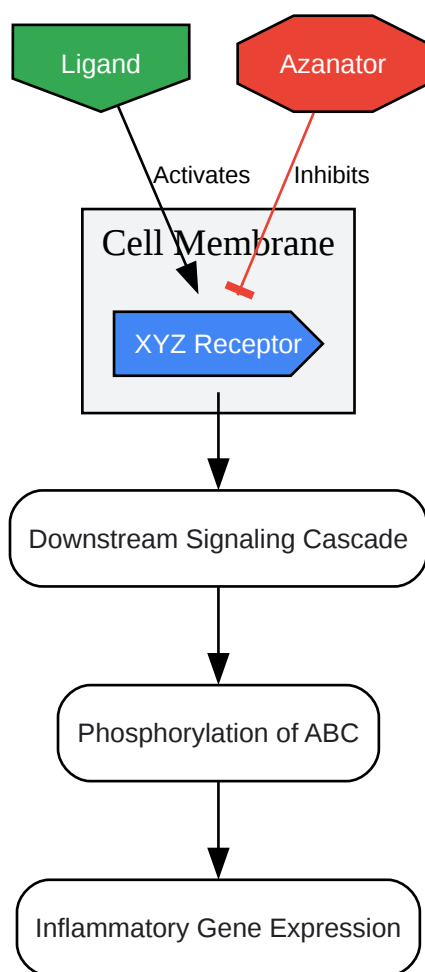 Ligand
Azanator
Activates
Inhibits
Cell Membrane
XYZ Receptor
Downstream Signaling Cascade
Phosphorylation of ABC
Inflammatory Gene Expression